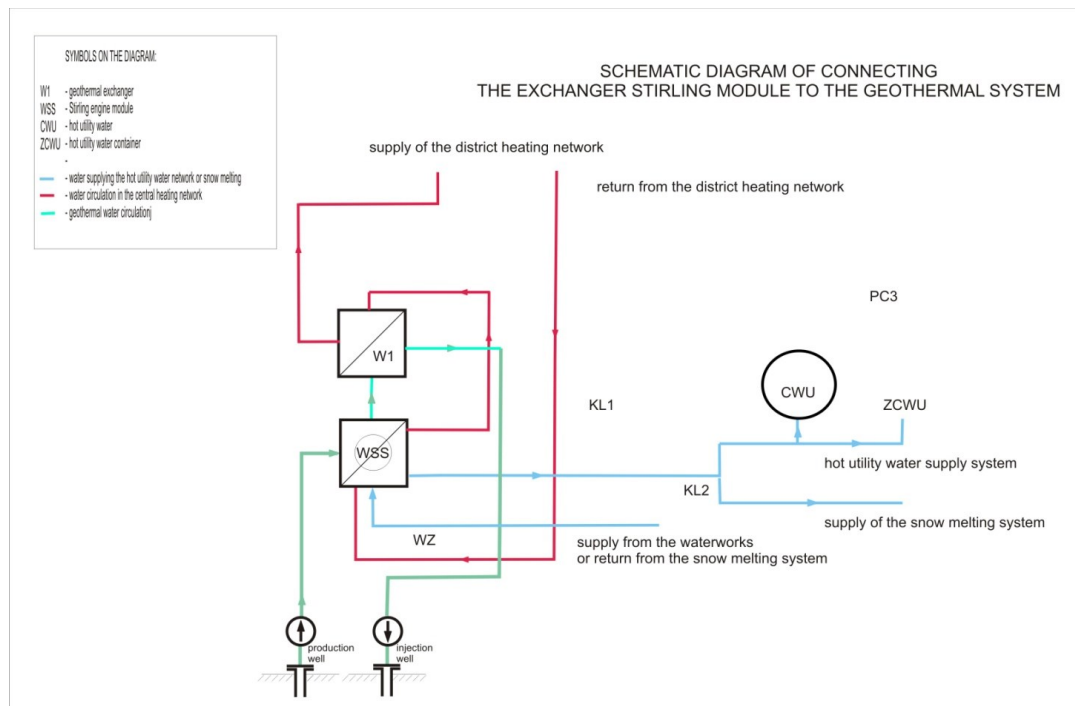 SYMBOLS ON THE DIAGRAM:
W1 - geothermal exchanger
WSS - Stirling engine module
CWU - hot utility water
ZCWU - hot utility water container
-
- water supplying the hot utility water network or snow melting
- water circulation in the central heating network
- geothermal water circulationj
SCHEMATIC DIAGRAM OF CONNECTING
THE EXCHANGER STIRLING MODULE TO THE GEOTHERMAL SYSTEM
supply of the district heating network
return from the district heating network
PC3
W1
CWU
KL1
ZCWU
WSS
hot utility water supply system
KL2
supply of the snow melting system
WZ
supply from the waterworks
or return from the snow melting system
production
well
injection
well